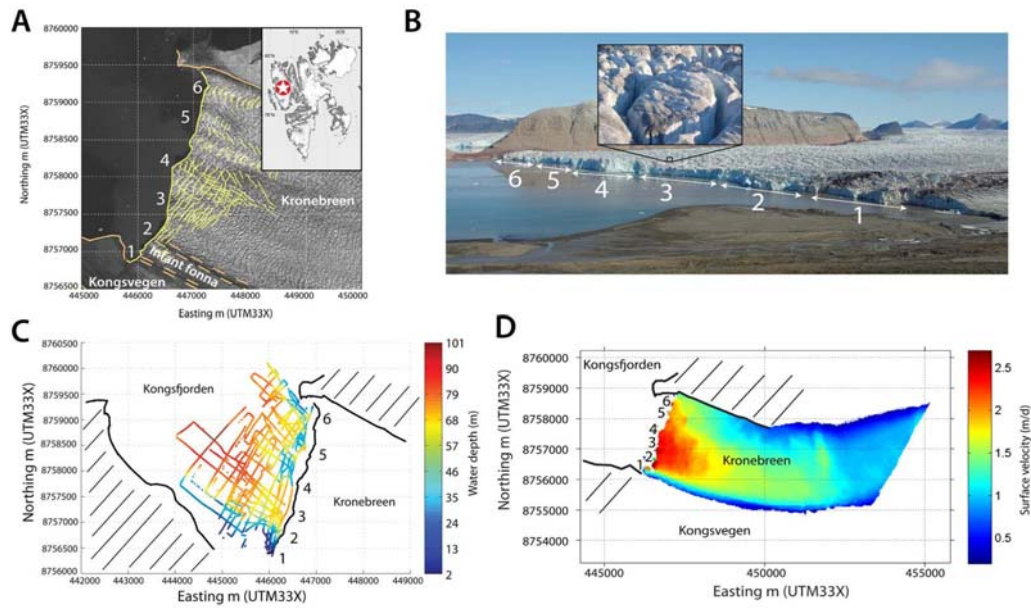 A
8760000
8759500
8759000
8758500
8758000
8757500
8757000
8756500
Northing m (UTM33X)
445000 446000 447000 448000 449000 450000
Easting m (UTM33X)
6
5
4
3
2
1
Kronebreen
Infant fonna
Kongsvegen
B
6 5 4 3 2 1
C
8760500
8760000
8759500
8759000
8758500
8758000
8757500
8757000
8756500
Northing m (UTM33X)
442000 443000 444000 445000 446000 447000 448000 449000
Easting m (UTM33X)
Kongsfjorden
Kronebreen
6
5
4
3
2
1
101
90
79
68
57
46
35
24
13
2
Water depth (m)
D
8760000
8759000
8758000
8757000
8756000
8755000
8754000
Northing m (UTM33X)
445000 450000 455000
Easting m (UTM33X)
Kongsfjorden
6
5
4
3
2
1
Kronebreen
Kongsvegen
2.5
2
1.5
1
0.5
Surface velocity (m/d)